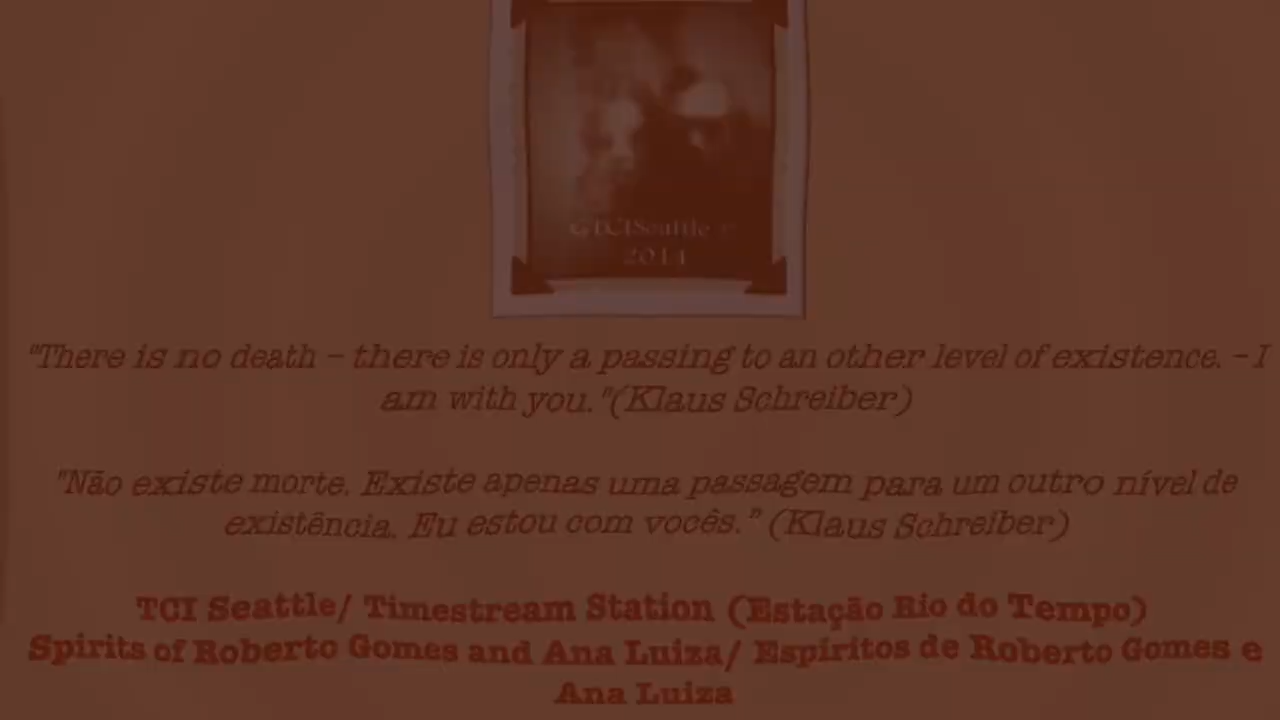 GTCISeattle
2014
"There is no death - there is only a passing to an other level of existence. - I
am with you."(Klaus Schreiber)
"Não existe morte. Existe apenas uma passagem para um outro nível de
existência. Eu estou com vocês." (Klaus Schreiber)
TCI Seattle/ Timestream Station (Estação Rio do Tempo)
Spirits of Roberto Gomes and Ana Luiza/ Espíritos de Roberto Gomes e
Ana Luiza